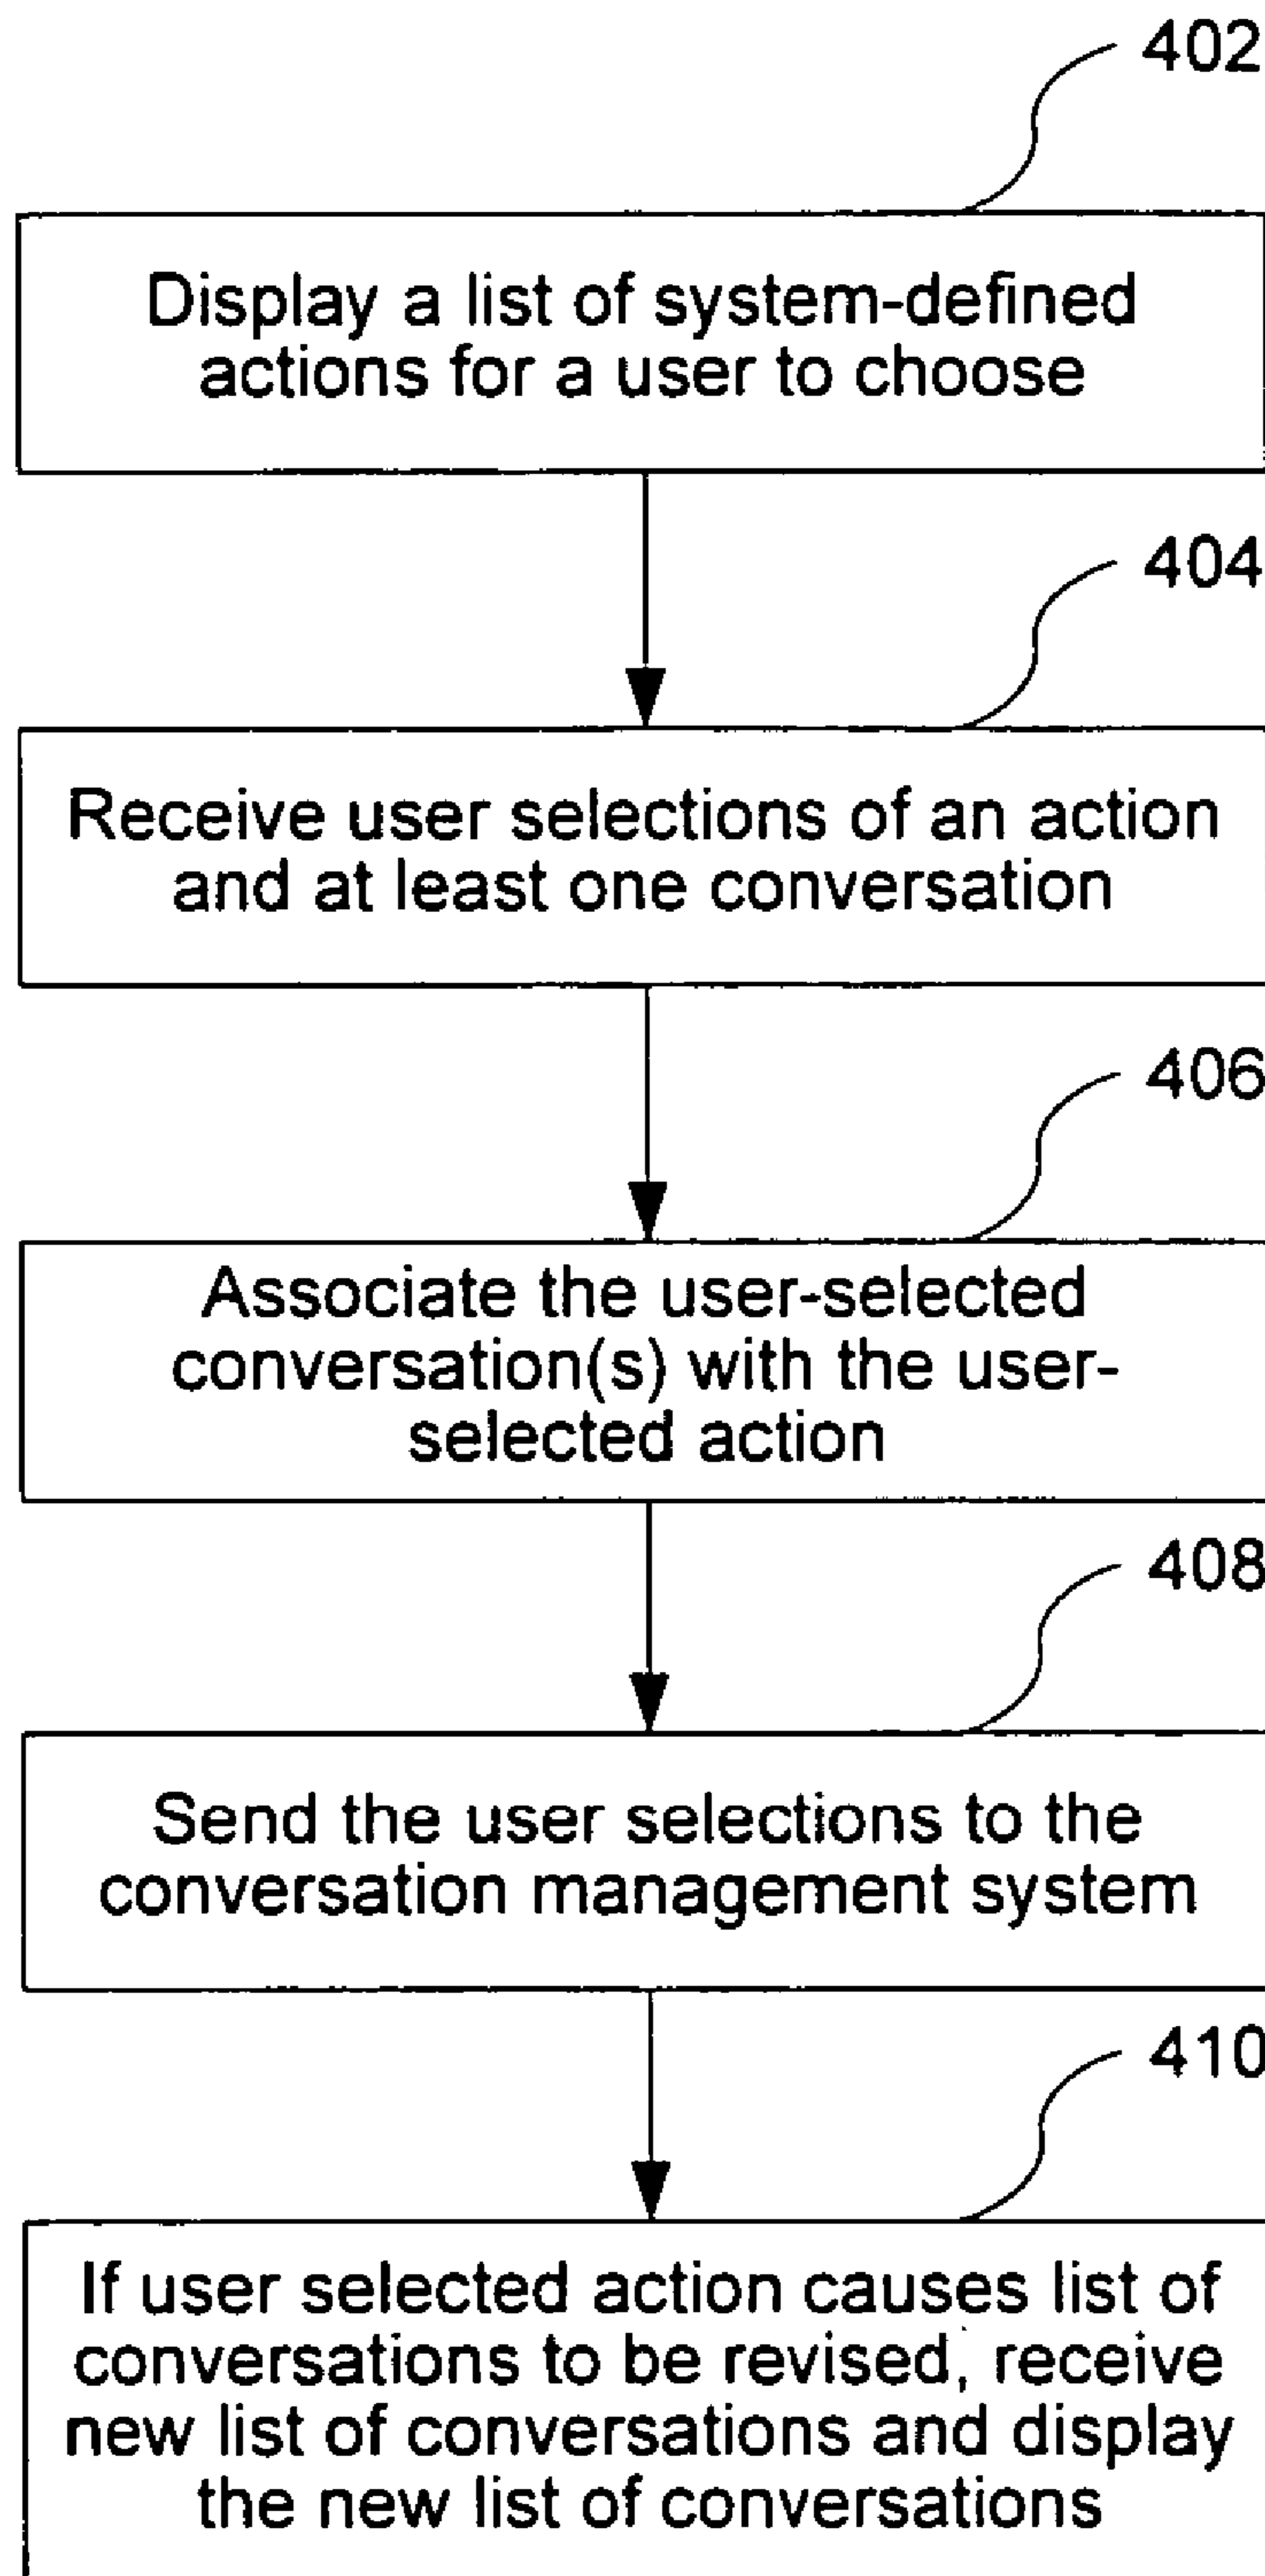 402
Display a list of system-defined
actions for a user to choose
404
Receive user selections of an action
and at least one conversation
406
Associate the user-selected
conversation(s) with the user-
selected action
408
Send the user selections to the
conversation management system
410
If user selected action causes list of
conversations to be revised, receive
new list of conversations and display
the new list of conversations